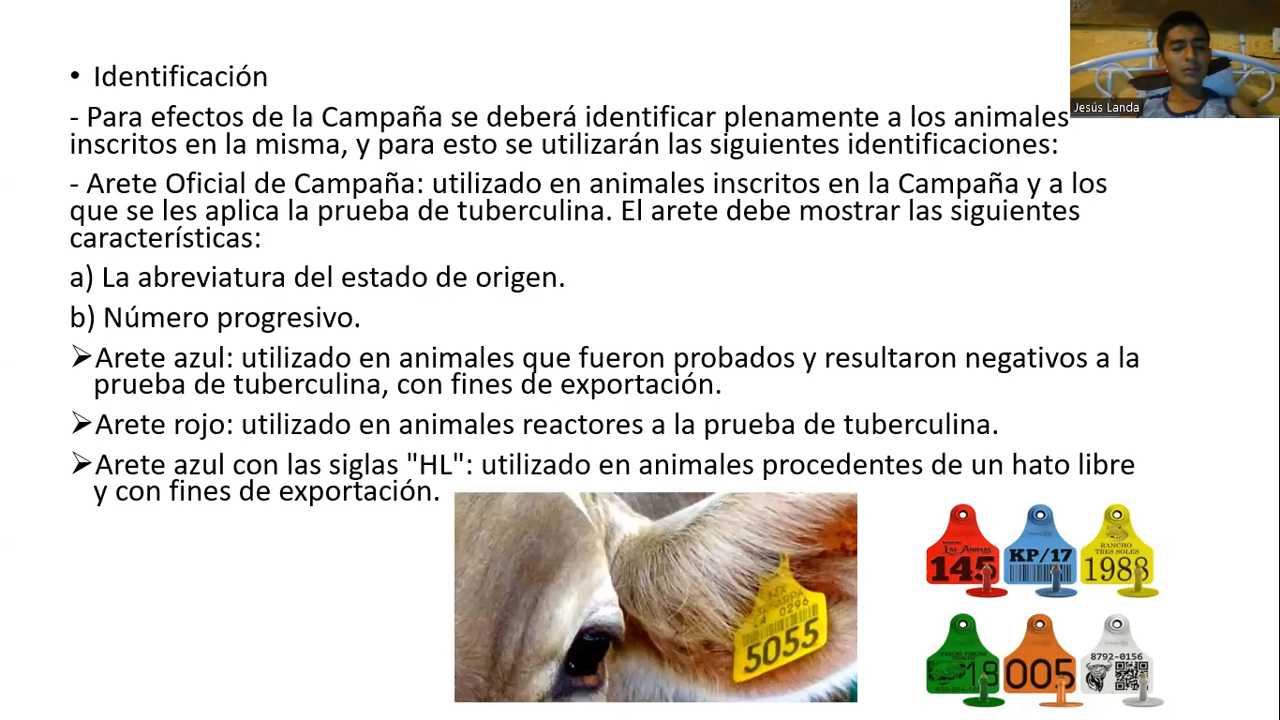 • Identificación
- Para efectos de la Campaña se deberá identificar plenamente a los animales
inscritos en la misma, y para esto se utilizarán las siguientes identificaciones:
- Arete Oficial de Campaña: utilizado en animales inscritos en la Campaña y a los
que se les aplica la prueba de tuberculina. El arete debe mostrar las siguientes
características:
a) La abreviatura del estado de origen.
b) Número progresivo.
➢Arete azul: utilizado en animales que fueron probados y resultaron negativos a la
prueba de tuberculina, con fines de exportación.
➢Arete rojo: utilizado en animales reactores a la prueba de tuberculina.
➢Arete azul con las siglas "HL": utilizado en animales procedentes de un hato libre
y con fines de exportación.
Jesús Landa
0296
5055
LAS ANIMAS
145
KP/17
RANCHO
TRES SOLES
1988
18
005
8792-0156